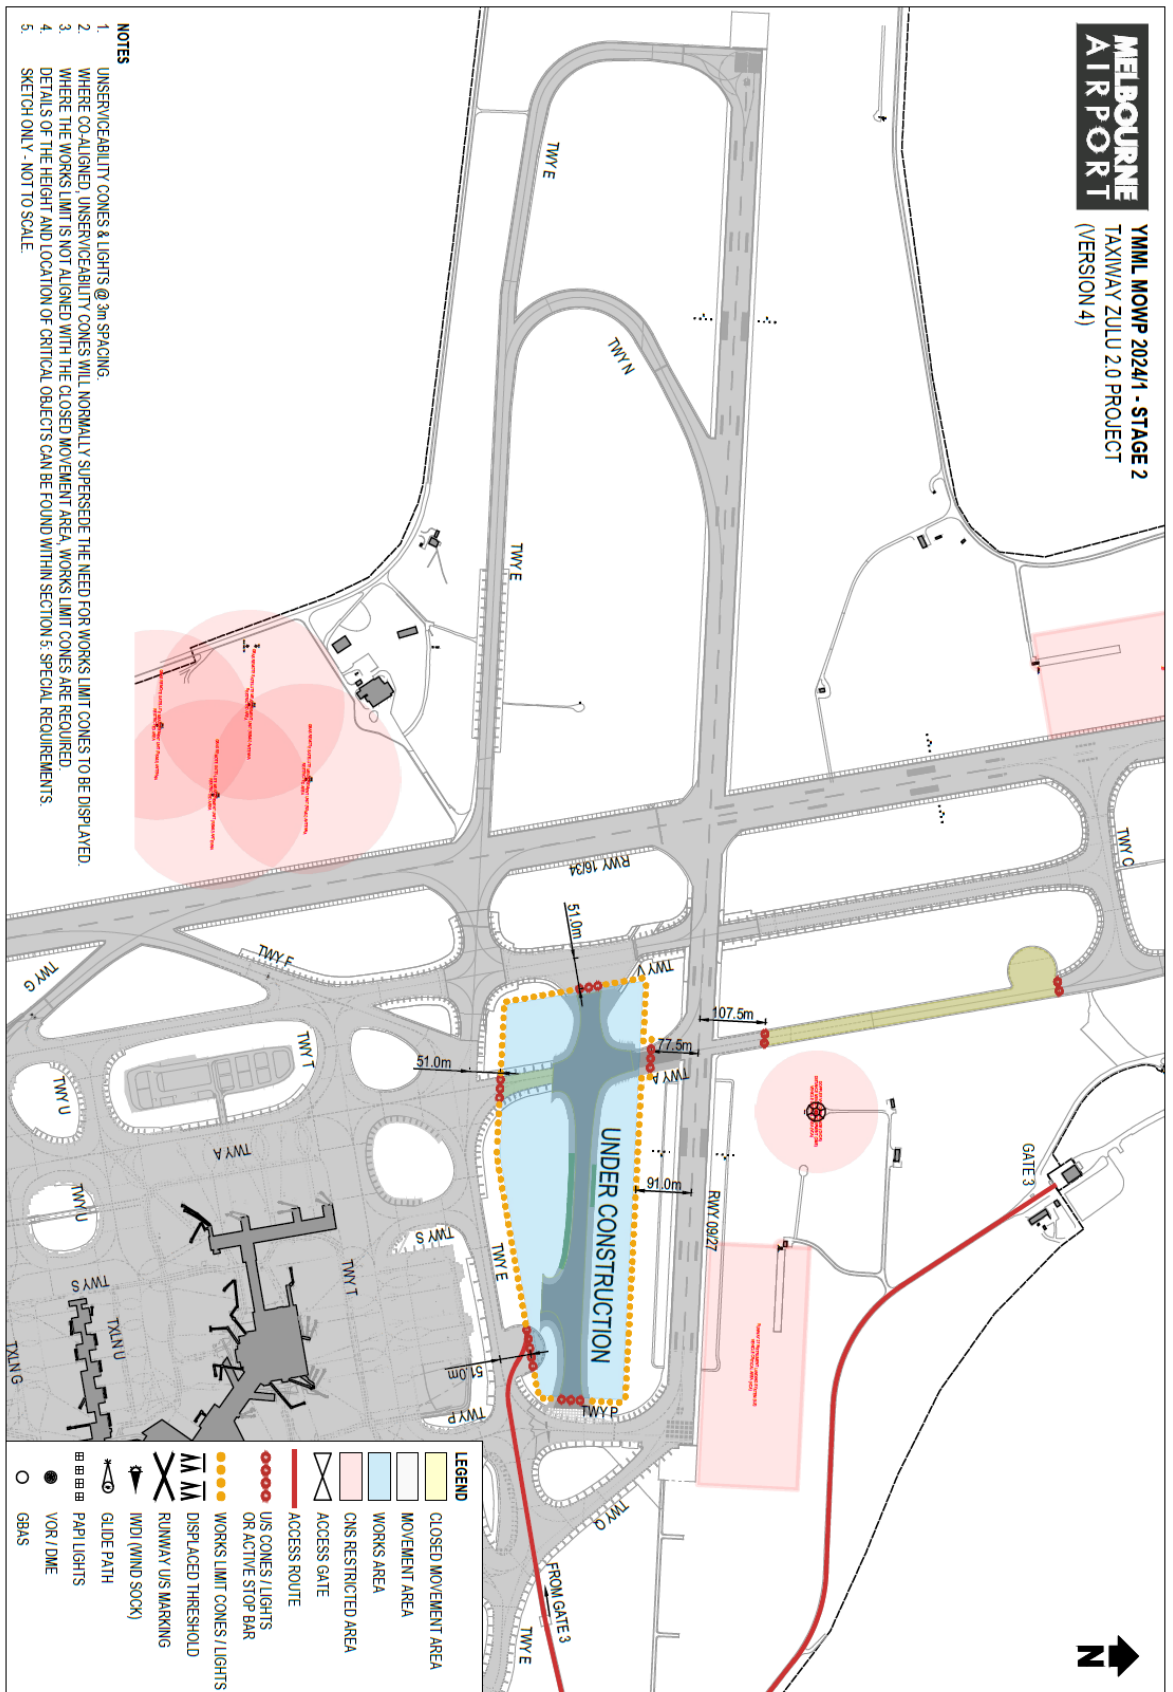 MELBOURNE
AIRPORT
YMML MOWP 2024/1 - STAGE 2
TAXIWAY ZULU 2.0 PROJECT
(VERSION 4)
N
TWY E
TWY N
TWY E
TWY C
RWY 16/34
51.0m
TWY V
TWY F
TWY G
107.5m
77.5m
TWY A
51.0m
TWY T
TWY U
TWY A
UNDER CONSTRUCTION
91.0m
RWY 09/27
GATE 3
TWY U
TWY S
TWY E
TWY T
TWY S
TXLN U
TXLN G
51.0m
TWY P
TWY P
TWY Q
FROM GATE 3
TWY E
NOTES
1. UNSERVICEABILITY CONES & LIGHTS @ 3m SPACING.
2. WHERE CO-ALIGNED, UNSERVICEABILITY CONES WILL NORMALLY SUPERSEDE THE NEED FOR WORKS LIMIT CONES TO BE DISPLAYED.
3. WHERE THE WORKS LIMIT IS NOT ALIGNED WITH THE CLOSED MOVEMENT AREA, WORKS LIMIT CONES ARE REQUIRED.
4. DETAILS OF THE HEIGHT AND LOCATION OF CRITICAL OBJECTS CAN BE FOUND WITHIN SECTION 5: SPECIAL REQUIREMENTS.
5. SKETCH ONLY - NOT TO SCALE.
LEGEND
CLOSED MOVEMENT AREA
MOVEMENT AREA
WORKS AREA
CNS RESTRICTED AREA
ACCESS GATE
ACCESS ROUTE
U/S CONES / LIGHTS
OR ACTIVE STOP BAR
WORKS LIMIT CONES / LIGHTS
DISPLACED THRESHOLD
RUNWAY U/S MARKING
IWDI (WIND SOCK)
GLIDE PATH
PAPI LIGHTS
VOR / DME
GBAS